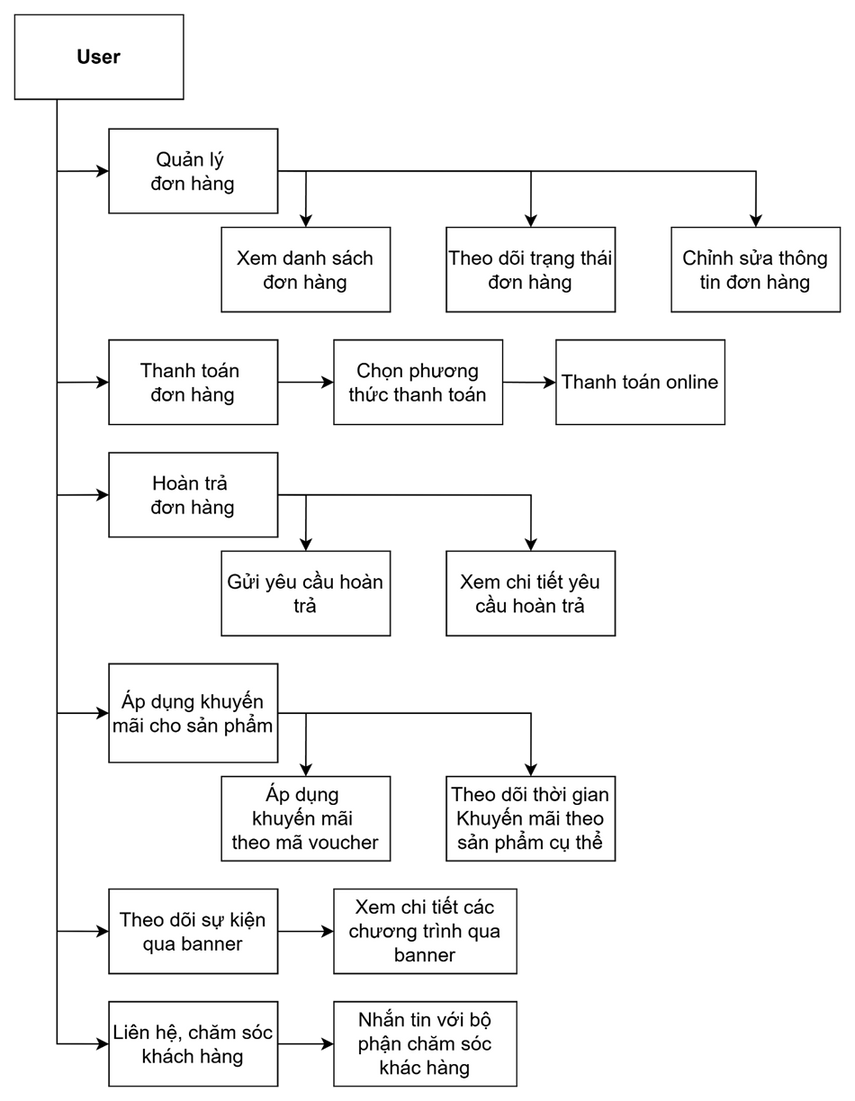 User
Quản lý
đơn hàng
Xem danh sách
đơn hàng
Theo dõi trạng thái
đơn hàng
Chỉnh sửa thông
tin đơn hàng
Thanh toán
đơn hàng
Chọn phương
thức thanh toán
Thanh toán online
Hoàn trả
đơn hàng
Gửi yêu cầu hoàn
trả
Xem chi tiết yêu
cầu hoàn trả
Áp dụng khuyến
mãi cho sản phẩm
Áp dụng
khuyến mãi
theo mã voucher
Theo dõi thời gian
Khuyến mãi theo
sản phẩm cụ thể
Theo dõi sự kiện
qua banner
Xem chi tiết các
chương trình qua
banner
Liên hệ, chăm sóc
khách hàng
Nhắn tin với bộ
phận chăm sóc
khác hàng